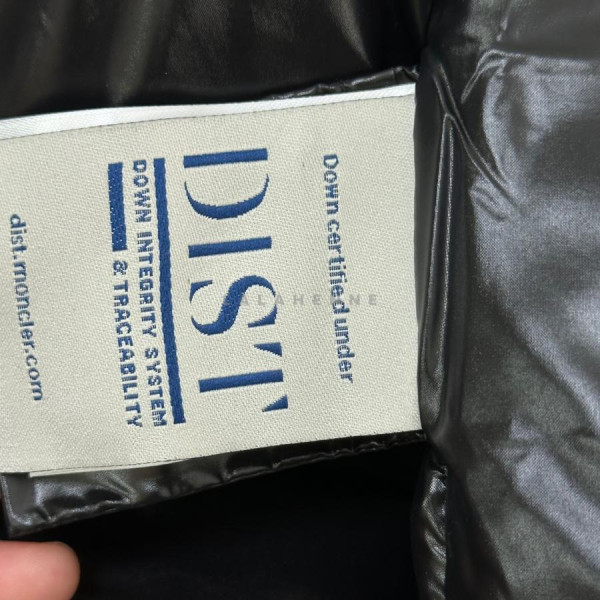 Down certified under
DIST
DOWN INTEGRITY SYSTEM
& TRACEABILITY
dist.moncler.com